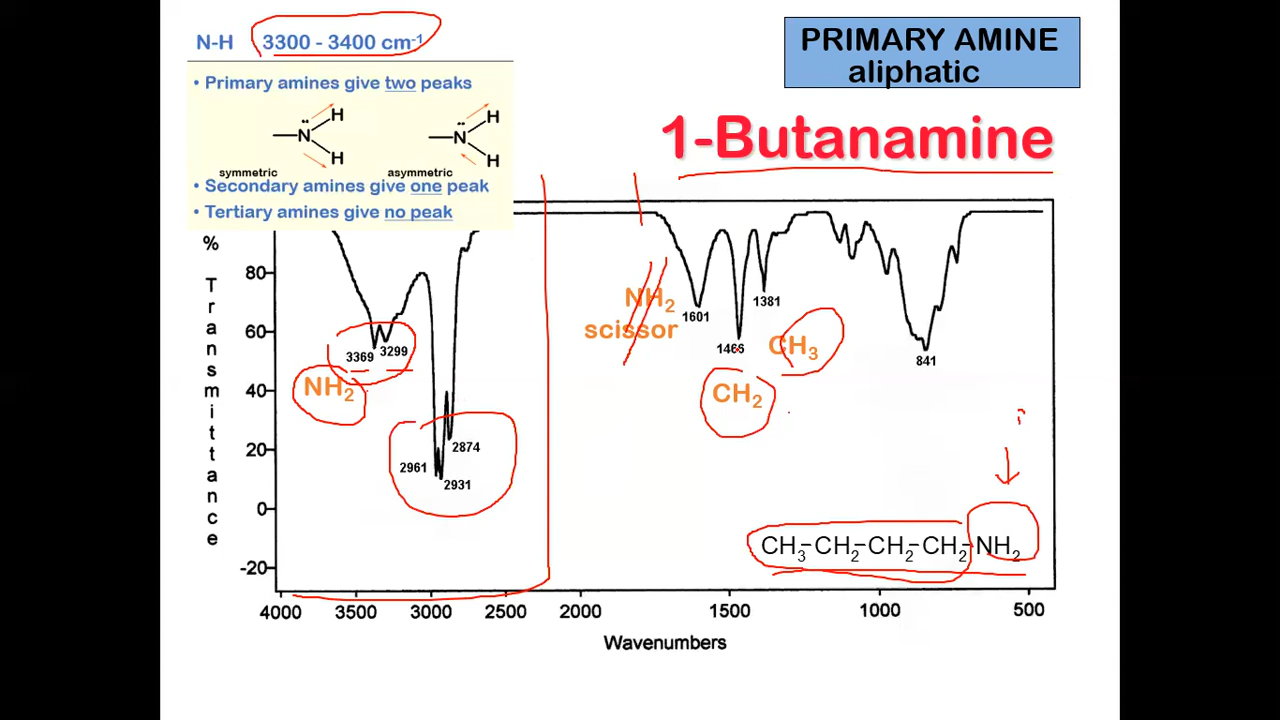 N-H 3300 - 3400 cm-1
PRIMARY AMINE
aliphatic
• Primary amines give two peaks
N H H
N H H
symmetric asymmetric
• Secondary amines give one peak
• Tertiary amines give no peak
1-Butanamine
% Transmittance
80
60
40
20
0
-20
3369 3299
NH2
2961
2874
2931
NH2
scissor
1601
1381
CH3
CH2
841
CH3-CH2-CH2-CH2-NH2
4000 3500 3000 2500 2000 1500 1000 500
Wavenumbers